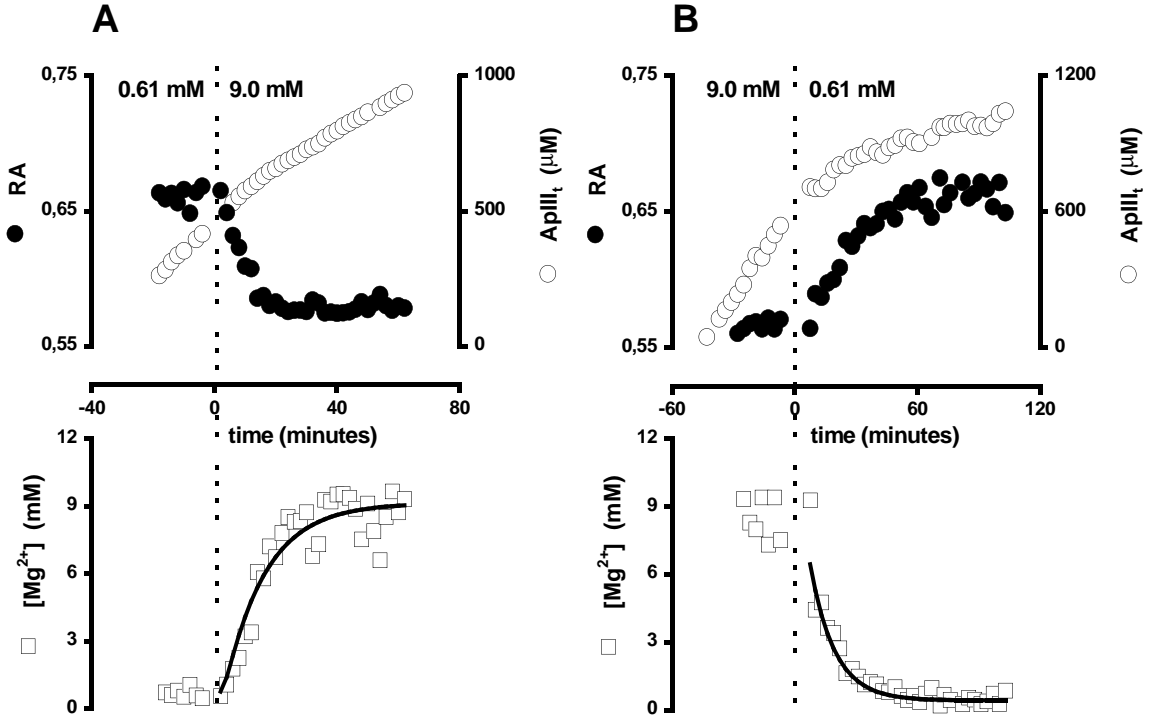 A
0,75
0.61 mM
9.0 mM
1000
RA
0,65
500
ApIIIt (μM)
0,55
0
-40
0
40
80
time (minutes)
12
9
6
3
0
[Mg2+] (mM)
B
0,75
9.0 mM
0.61 mM
1200
RA
0,65
600
ApIIIt (μM)
0,55
0
-60
0
60
120
time (minutes)
12
9
6
3
0
[Mg2+] (mM)